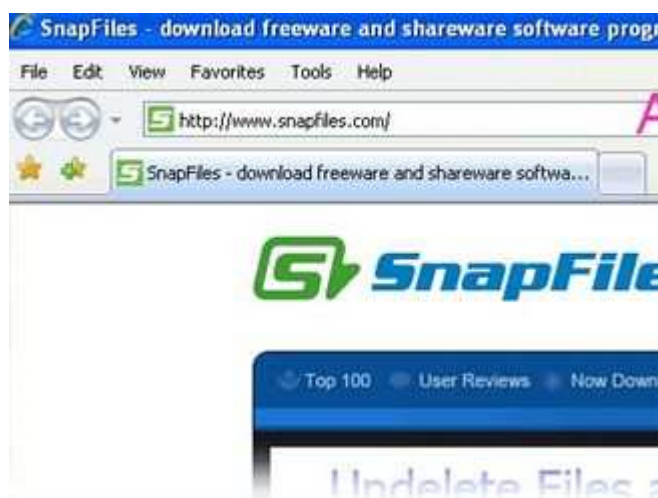 SnapFiles - download freeware and shareware software progr
File Edit View Favorites Tools Help
http://www.snapfiles.com/
A
SnapFiles - download freeware and shareware softwa...
SnapFile
Top 100 User Reviews Now Down
Undelete Files a